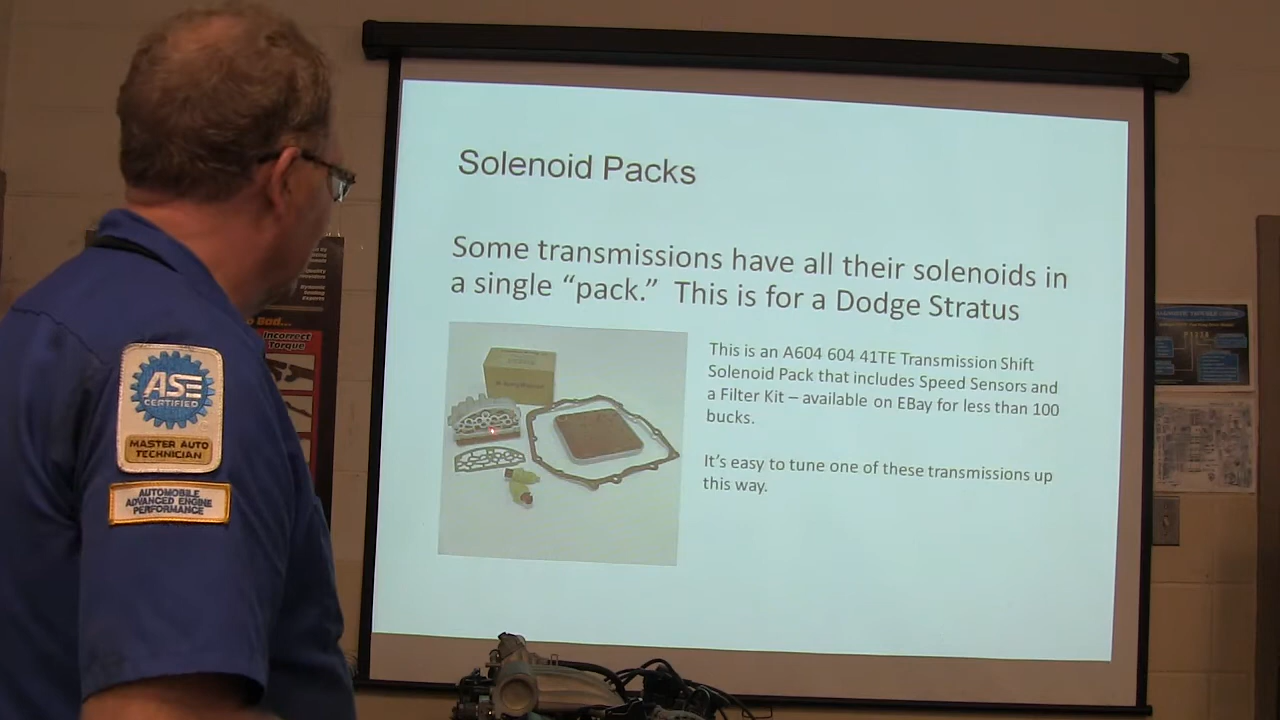 Solenoid Packs
Some transmissions have all their solenoids in
a single “pack.” This is for a Dodge Stratus
This is an A604 604 41TE Transmission Shift
Solenoid Pack that includes Speed Sensors and
a Filter Kit – available on EBay for less than 100
bucks.
It’s easy to tune one of these transmissions up
this way.
ASE
CERTIFIED
MASTER AUTO
TECHNICIAN
AUTOMOBILE
ADVANCED ENGINE
PERFORMANCE
Bad...
Incorrect
Torque